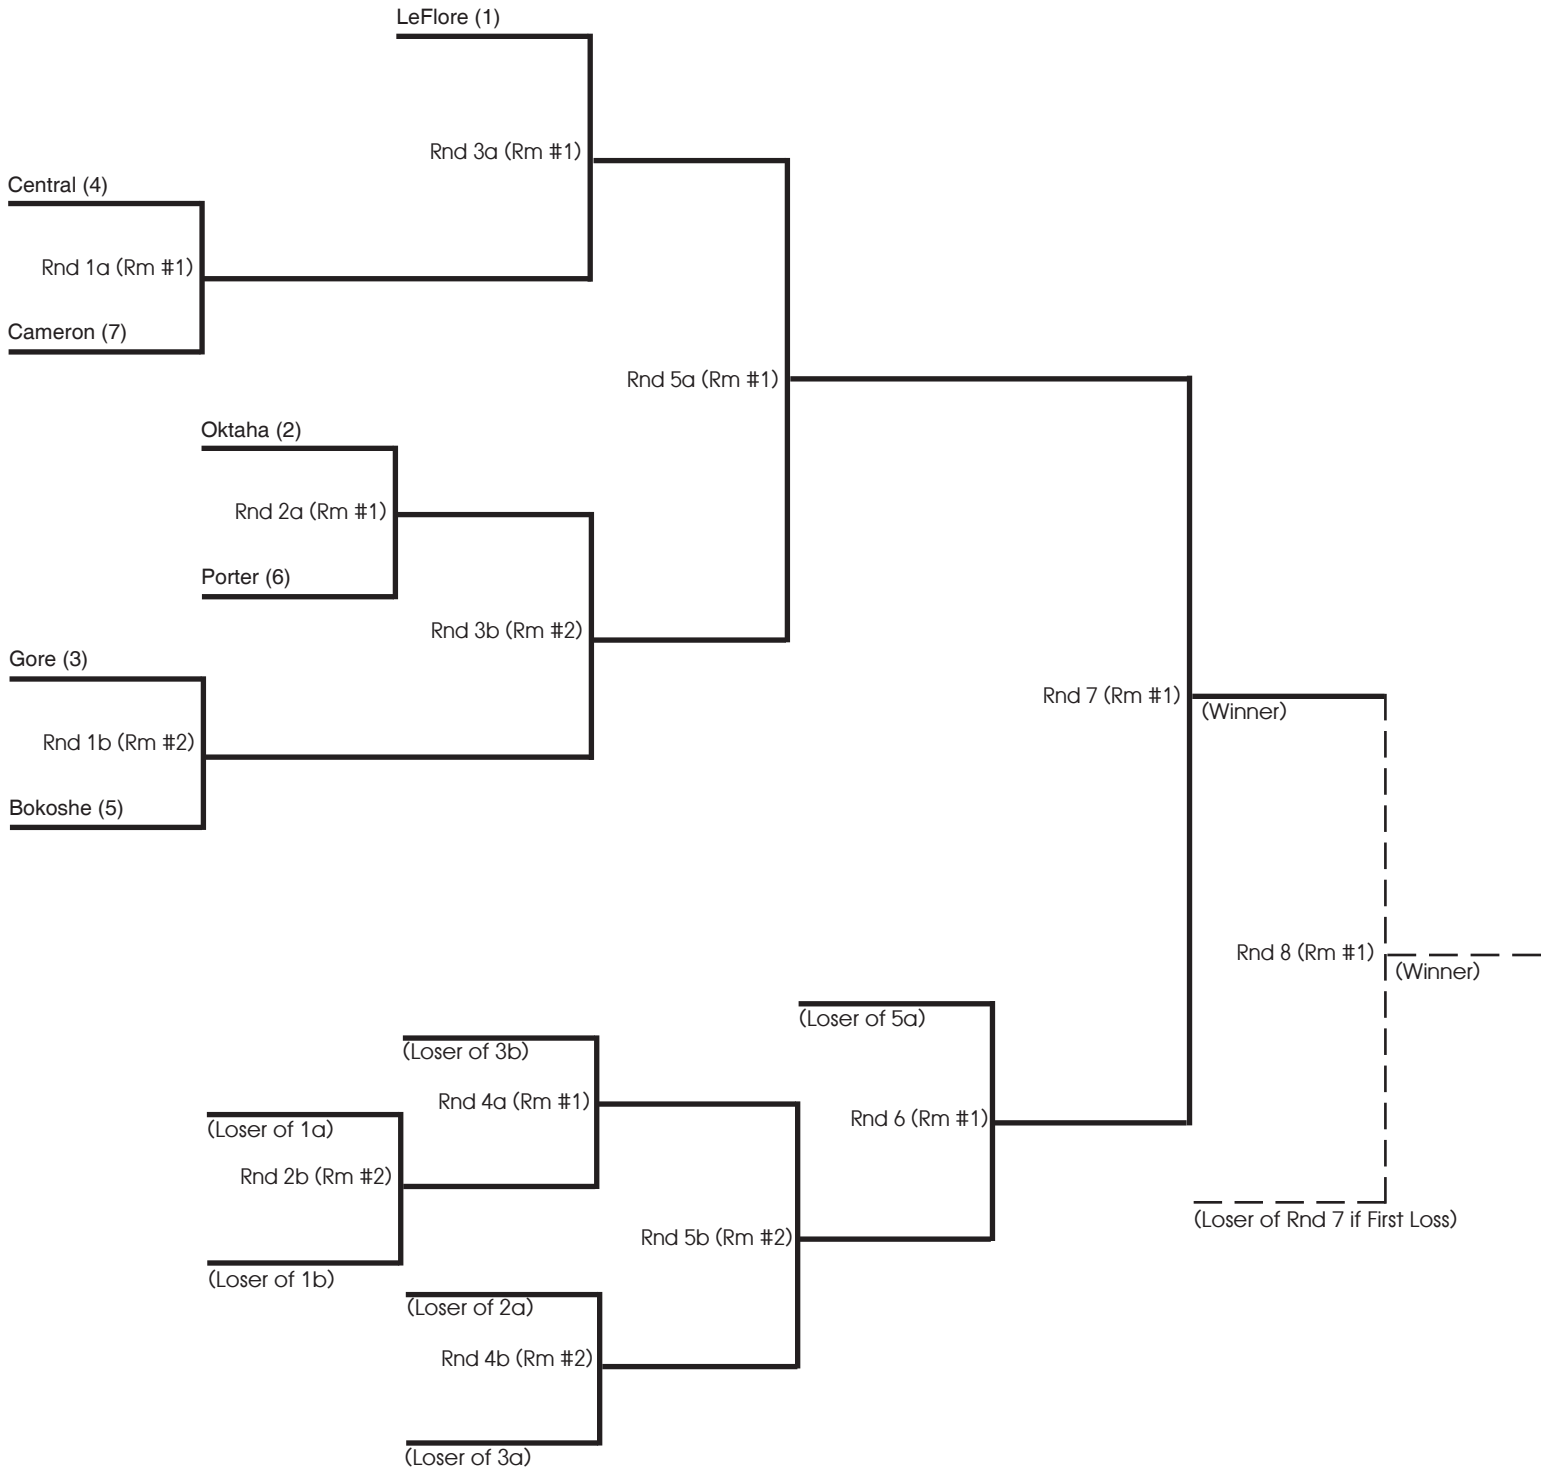 LeFlore (1)
Rnd 3a (Rm #1)
Central (4)
Rnd 1a (Rm #1)
Cameron (7)
Rnd 5a (Rm #1)
Oktaha (2)
Rnd 2a (Rm #1)
Porter (6)
Rnd 3b (Rm #2)
Gore (3)
Rnd 7 (Rm #1)
(Winner)
Rnd 1b (Rm #2)
Bokoshe (5)
Rnd 8 (Rm #1)
(Winner)
(Loser of 5a)
(Loser of 3b)
Rnd 4a (Rm #1)
Rnd 6 (Rm #1)
(Loser of 1a)
Rnd 2b (Rm #2)
(Loser of Rnd 7 if First Loss)
Rnd 5b (Rm #2)
(Loser of 1b)
(Loser of 2a)
Rnd 4b (Rm #2)
(Loser of 3a)